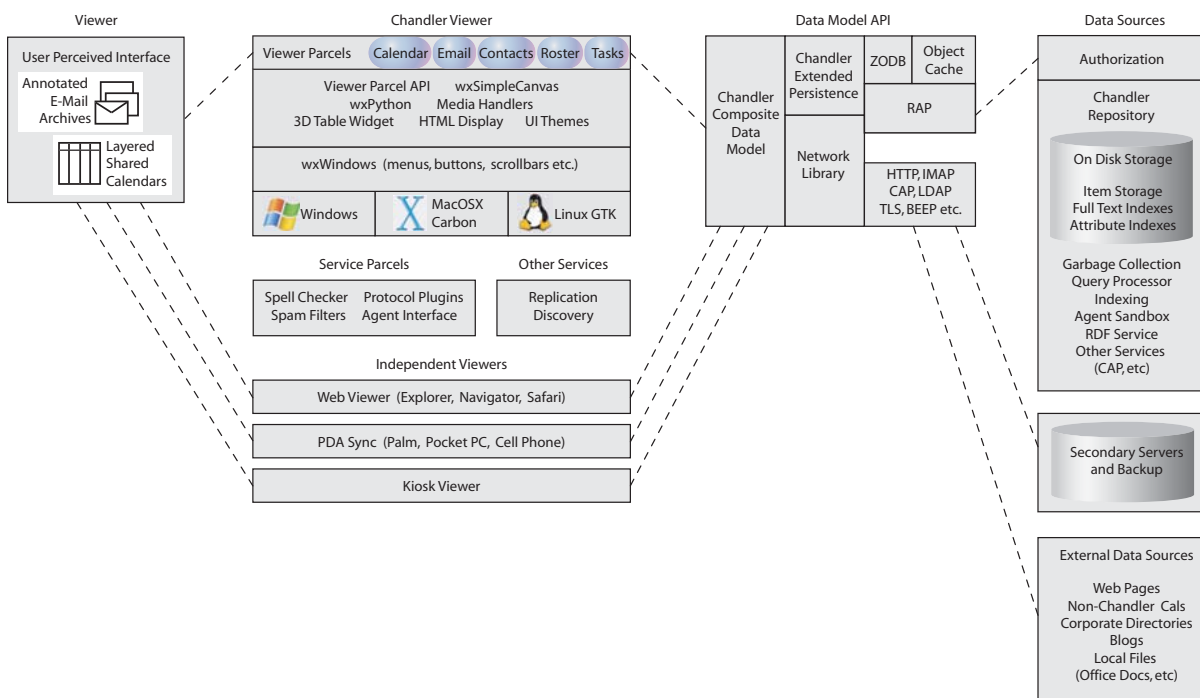 Viewer
User Perceived Interface
Annotated
E-Mail
Archives
Layered
Shared
Calendars
Chandler Viewer
Viewer Parcels Calendar Email Contacts Roster Tasks
Viewer Parcel API wxSimpleCanvas
wxPython Media Handlers
3D Table Widget HTML Display UI Themes
wxWindows (menus, buttons, scrollbars etc.)
Windows
MacOSX
Carbon
Linux GTK
Service Parcels
Spell Checker Protocol Plugins
Spam Filters Agent Interface
Other Services
Replication
Discovery
Independent Viewers
Web Viewer (Explorer, Navigator, Safari)
PDA Sync (Palm, Pocket PC, Cell Phone)
Kiosk Viewer
Data Model API
Chandler
Composite
Data
Model
Chandler
Extended
Persistence
Network
Library
ZODB
Object
Cache
RAP
HTTP, IMAP
CAP, LDAP
TLS, BEEP etc.
Data Sources
Authorization
Chandler
Repository
On Disk Storage
Item Storage
Full Text Indexes
Attribute Indexes
Garbage Collection
Query Processor
Indexing
Agent Sandbox
RDF Service
Other Services
(CAP, etc)
Secondary Servers
and Backup
External Data Sources
Web Pages
Non-Chandler Cals
Corporate Directories
Blogs
Local Files
(Office Docs, etc)